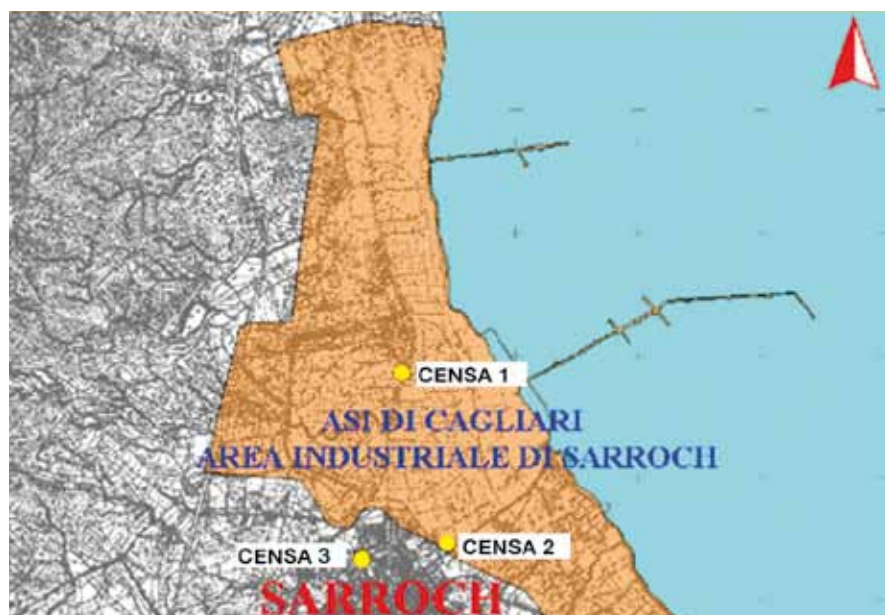 CENSA 1
ASI DI CAGLIARI
AREA INDUSTRIALE DI SARROCH
CENSA 2
CENSA 3
SARROCH